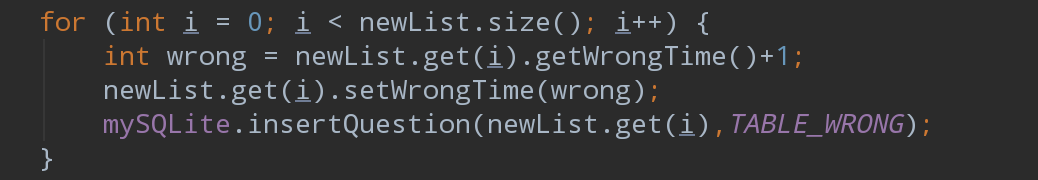 for (int i = 0; i < newList.size(); i++) {
int wrong = newList.get(i).getWrongTime()+1;
newList.get(i).setWrongTime(wrong);
mySQLite.insertQuestion(newList.get(i),TABLE_WRONG);
}